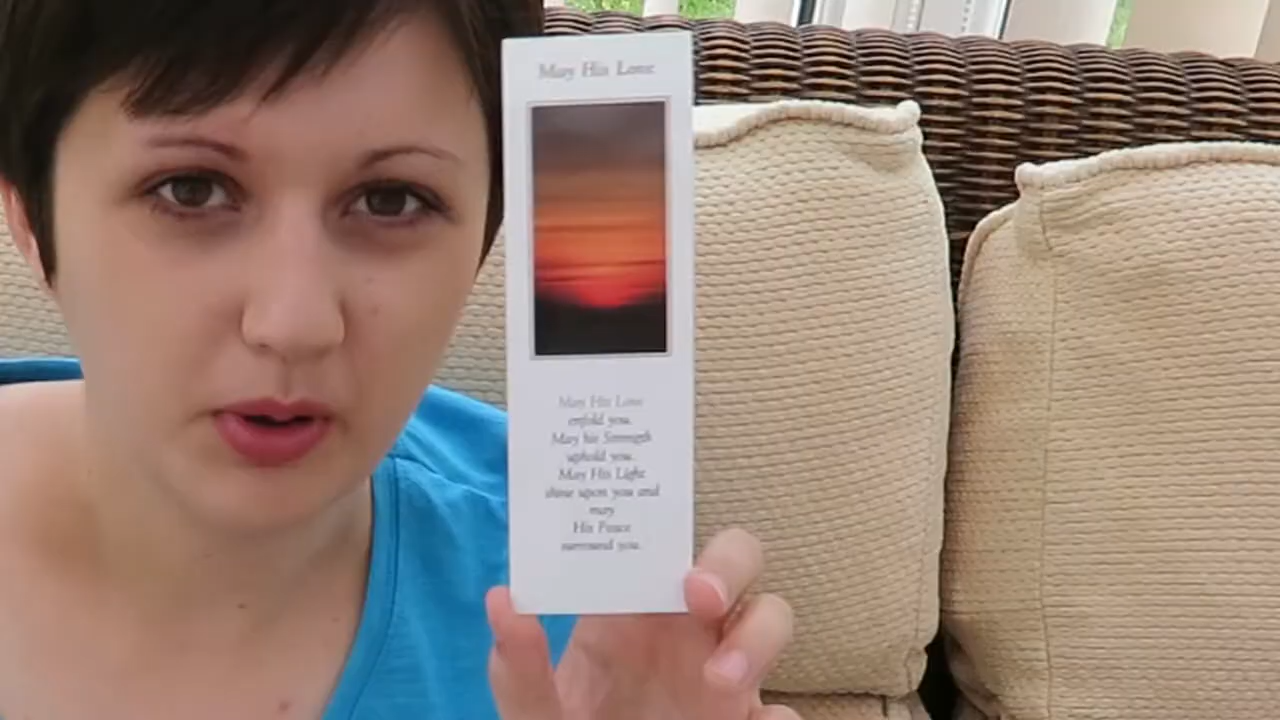 May His Love
May His Love
enfold you.
May his Strength
uphold you.
May His Light
shine upon you and
may
His Peace
surround you.